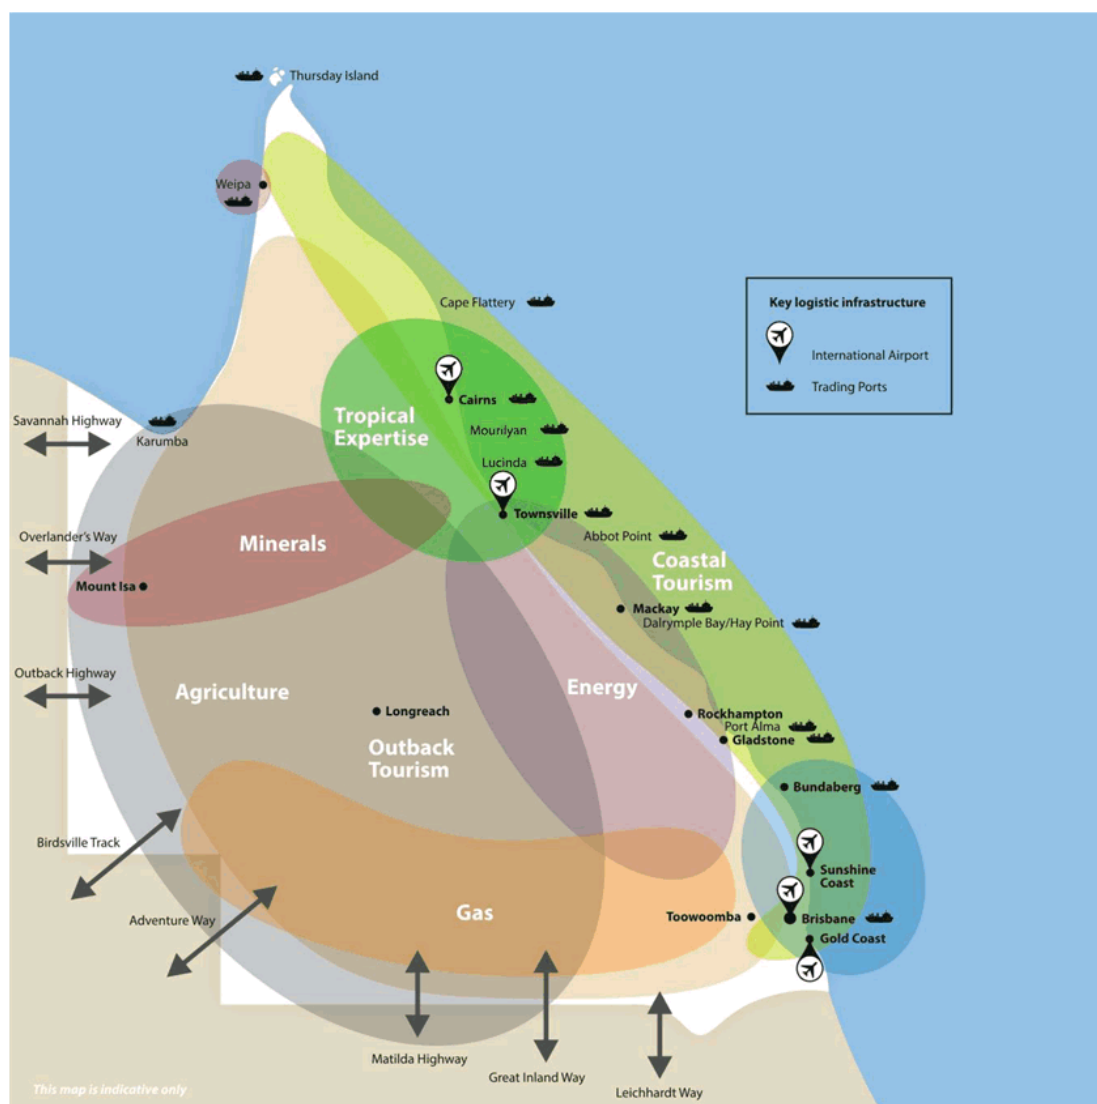 Thursday Island
Weipa
Cape Flattery
Key logistic infrastructure
International Airport
Trading Ports
Cairns
Savannah Highway
Karumba
Tropical
Expertise
Mourilyan
Lucinda
Townsville
Abbot Point
Overlander's Way
Minerals
Coastal
Tourism
Mount Isa
Mackay
Dalrymple Bay/Hay Point
Outback Highway
Agriculture
Energy
Longreach
Rockhampton
Port Alma
Gladstone
Outback
Tourism
Bundaberg
Birdsville Track
Sunshine
Coast
Adventure Way
Gas
Toowoomba
Brisbane
Gold Coast
Matilda Highway
Great Inland Way
Leichhardt Way
This map is indicative only